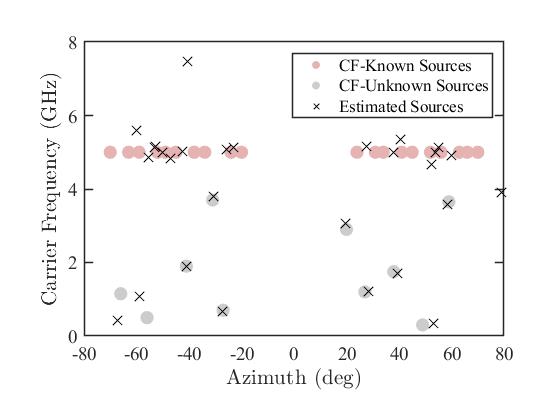 8
6
4
2
0
Carrier Frequency (GHz)
CF-Known Sources
CF-Unknown Sources
Estimated Sources
-80 -60 -40 -20 0 20 40 60 80
Azimuth (deg)